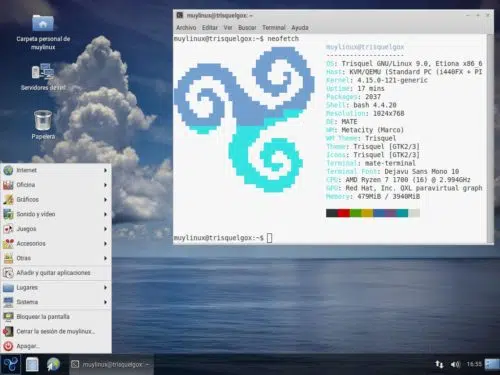 Carpeta personal de
muylinux
Servidores de red
Papelera
muylinux@trisquelgox: ~
Archivo Editar Ver Buscar Terminal Ayuda
muylinux@trisquelgox:~$ neofetch
muylinux@trisquelgox
OS: Trisquel GNU/Linux 9.0, Etiona x86_6
Host: KVM/QEMU (Standard PC (i440FX + PI
Kernel: 4.15.0-121-generic
Uptime: 17 mins
Packages: 2037
Shell: bash 4.4.20
Resolution: 1024x768
DE: MATE
WM: Metacity (Marco)
WM Theme: Trisquel
Theme: Trisquel [GTK2/3]
Icons: Trisquel [GTK2/3]
Terminal: mate-terminal
Terminal Font: Dejavu Sans Mono 10
CPU: AMD Ryzen 7 1700 (16) @ 2.994GHz
GPU: Red Hat, Inc. QXL paravirtual graph
Memory: 479MiB / 3940MiB
muylinux@trisquelgox:~$
Internet
Oficina
Gráficos
Sonido y vídeo
Juegos
Accesorios
Otras
Añadir y quitar aplicaciones
Lugares
Sistema
Bloquear la pantalla
Cerrar la sesión de muylinux...
Apagar...
muylinux@trisquelgox: ~
16:55